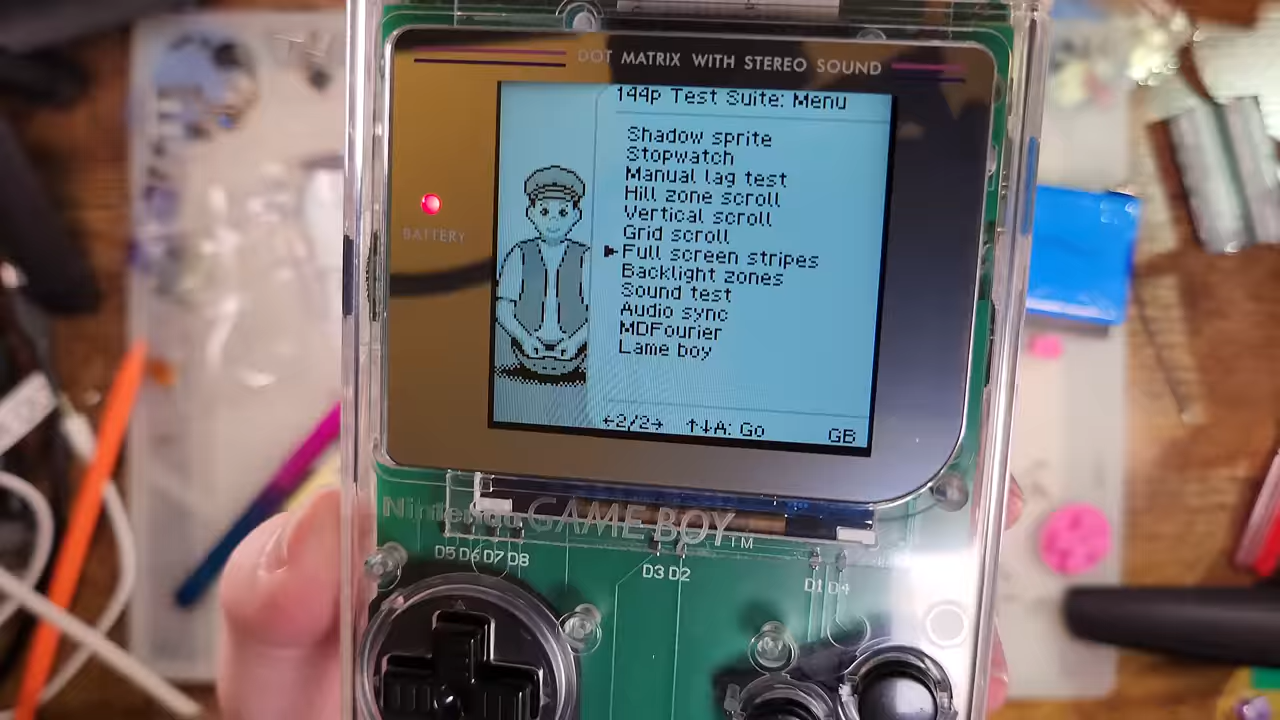 DOT MATRIX WITH STEREO SOUND
144p Test Suite: Menu
Shadow sprite
Stopwatch
Manual lag test
Hill zone scroll
Vertical scroll
Grid scroll
▶Full screen stripes
Backlight zones
Sound test
Audio sync
MDFourier
Lame boy
←2/2→ ↑↓A: Go GB
BATTERY
Nintendo GAME BOY™
D5 D6 D7 D8 D3 D2 D1 D4